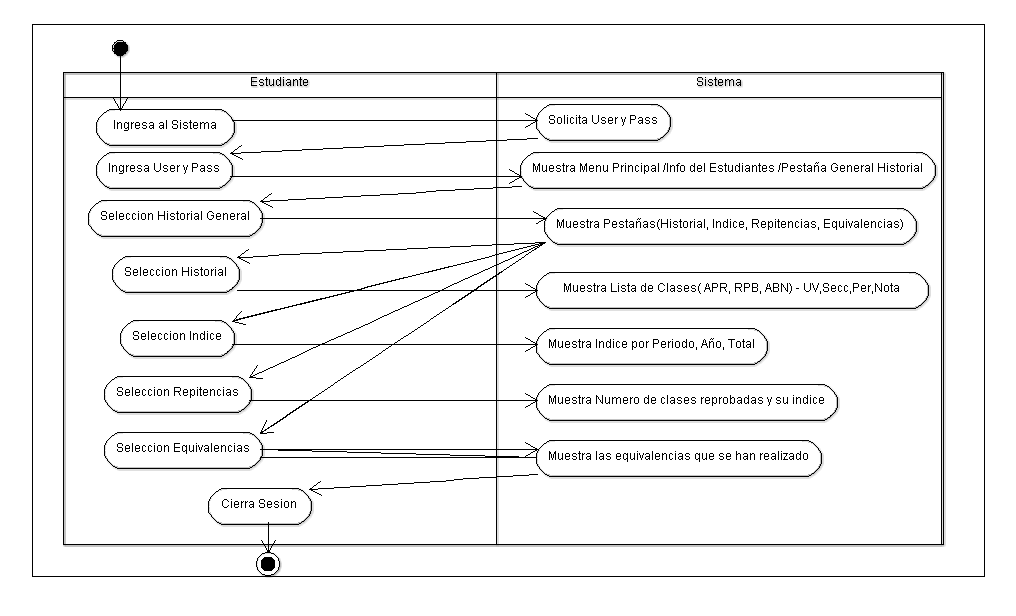 Estudiante
Sistema
Ingresa al Sistema
Solicita User y Pass
Ingresa User y Pass
Muestra Menu Principal /Info del Estudiantes /Pestaña General Historial
Seleccion Historial General
Muestra Pestañas(Historial, Indice, Repitencias, Equivalencias)
Seleccion Historial
Muestra Lista de Clases( APR, RPB, ABN) - UV,Secc,Per,Nota
Seleccion Indice
Muestra Indice por Periodo, Año, Total
Seleccion Repitencias
Muestra Numero de clases reprobadas y su indice
Seleccion Equivalencias
Muestra las equivalencias que se han realizado
Cierra Sesion